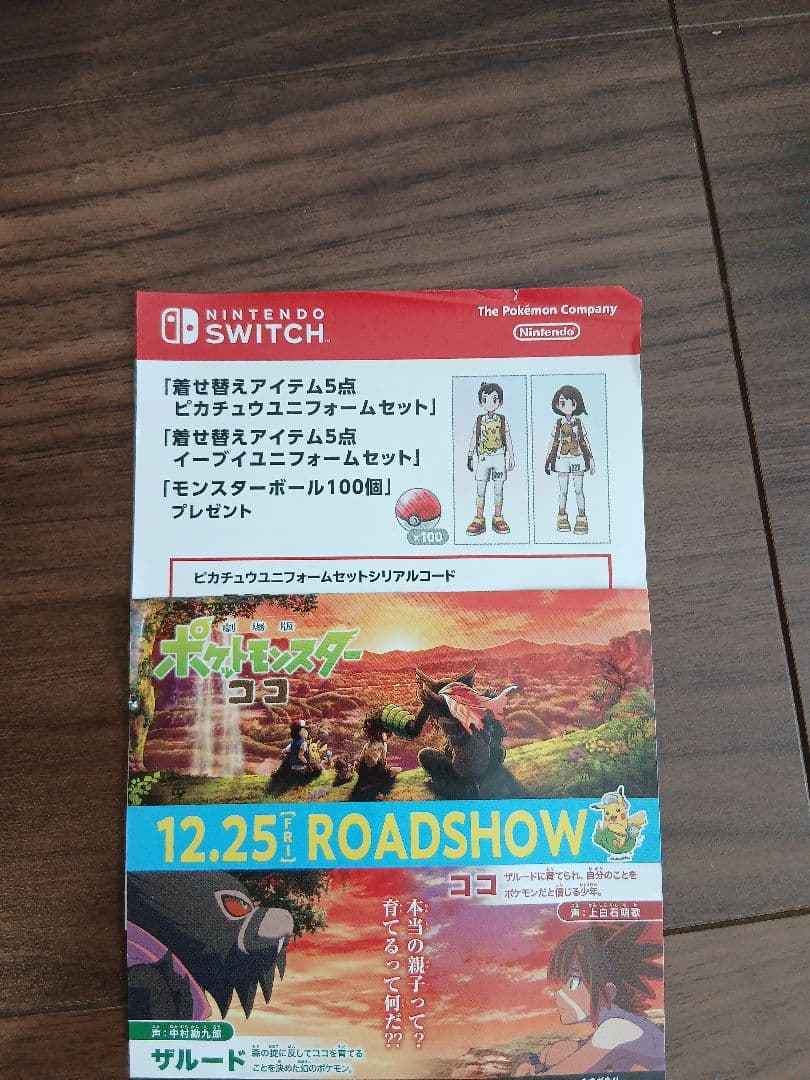 NINTENDO
SWITCH
The Pokémon Company
Nintendo
「着せ替えアイテム5点
ピカチュウユニフォームセット」
「着せ替えアイテム5点
イーブイユニフォームセット」
「モンスターボール100個」
プレゼント
×100
ピカチュウユニフォームセットシリアルコード
劇場版
ポケットモンスター
ココ
12.25[FRI] ROADSHOW
ココ
ザルードに育てられ、自分のことを
ポケモンだと信じる少年。
声:上白石萌歌
本当の親子って?
育てるって何だ??
声:中村勘九郎
ザルード
森の掟に反してココを育てる
ことを決めた幻のポケモン。